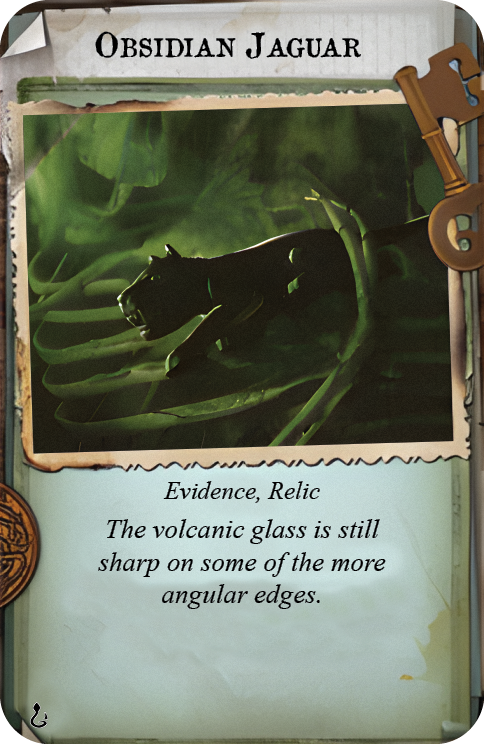 Obsidian Jaguar
Evidence, Relic
The volcanic glass is still
sharp on some of the more
angular edges.